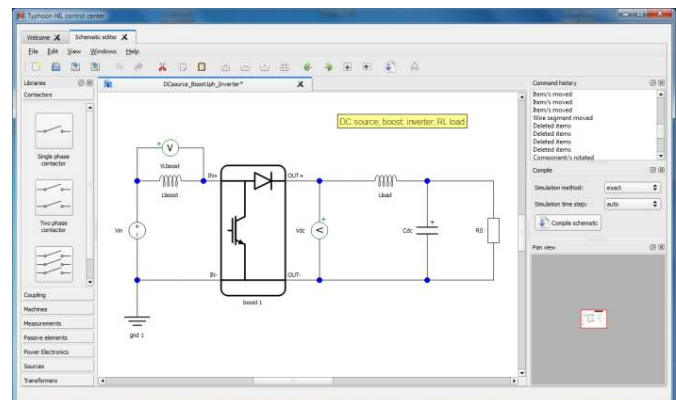 Typhoon HIL control center
Welcome
Schematic editor
File Edit View Windows Help
Libraries
DCsource_Boost1ph_Inverter*
Command history
Contactors
Item/s moved
Item/s moved
Item/s moved
Wire segment moved
Deleted items
Deleted items
Deleted items
Deleted items
Component/s rotated
DC source; boost; inverter; RL load
V
VLboost
Single phase
contactor
Lboost
IN+
OUT+
Lload
Compile
Simulation method:
exact
Simulation time step:
auto
Compile schematic
Two phase
contactor
Vin
Vdc
V
Cdc
R0
Pan view
IN-
OUT-
boost 1
gnd 1
Coupling
Machines
Measurements
Passive elements
Power Electronics
Sources
Transformers